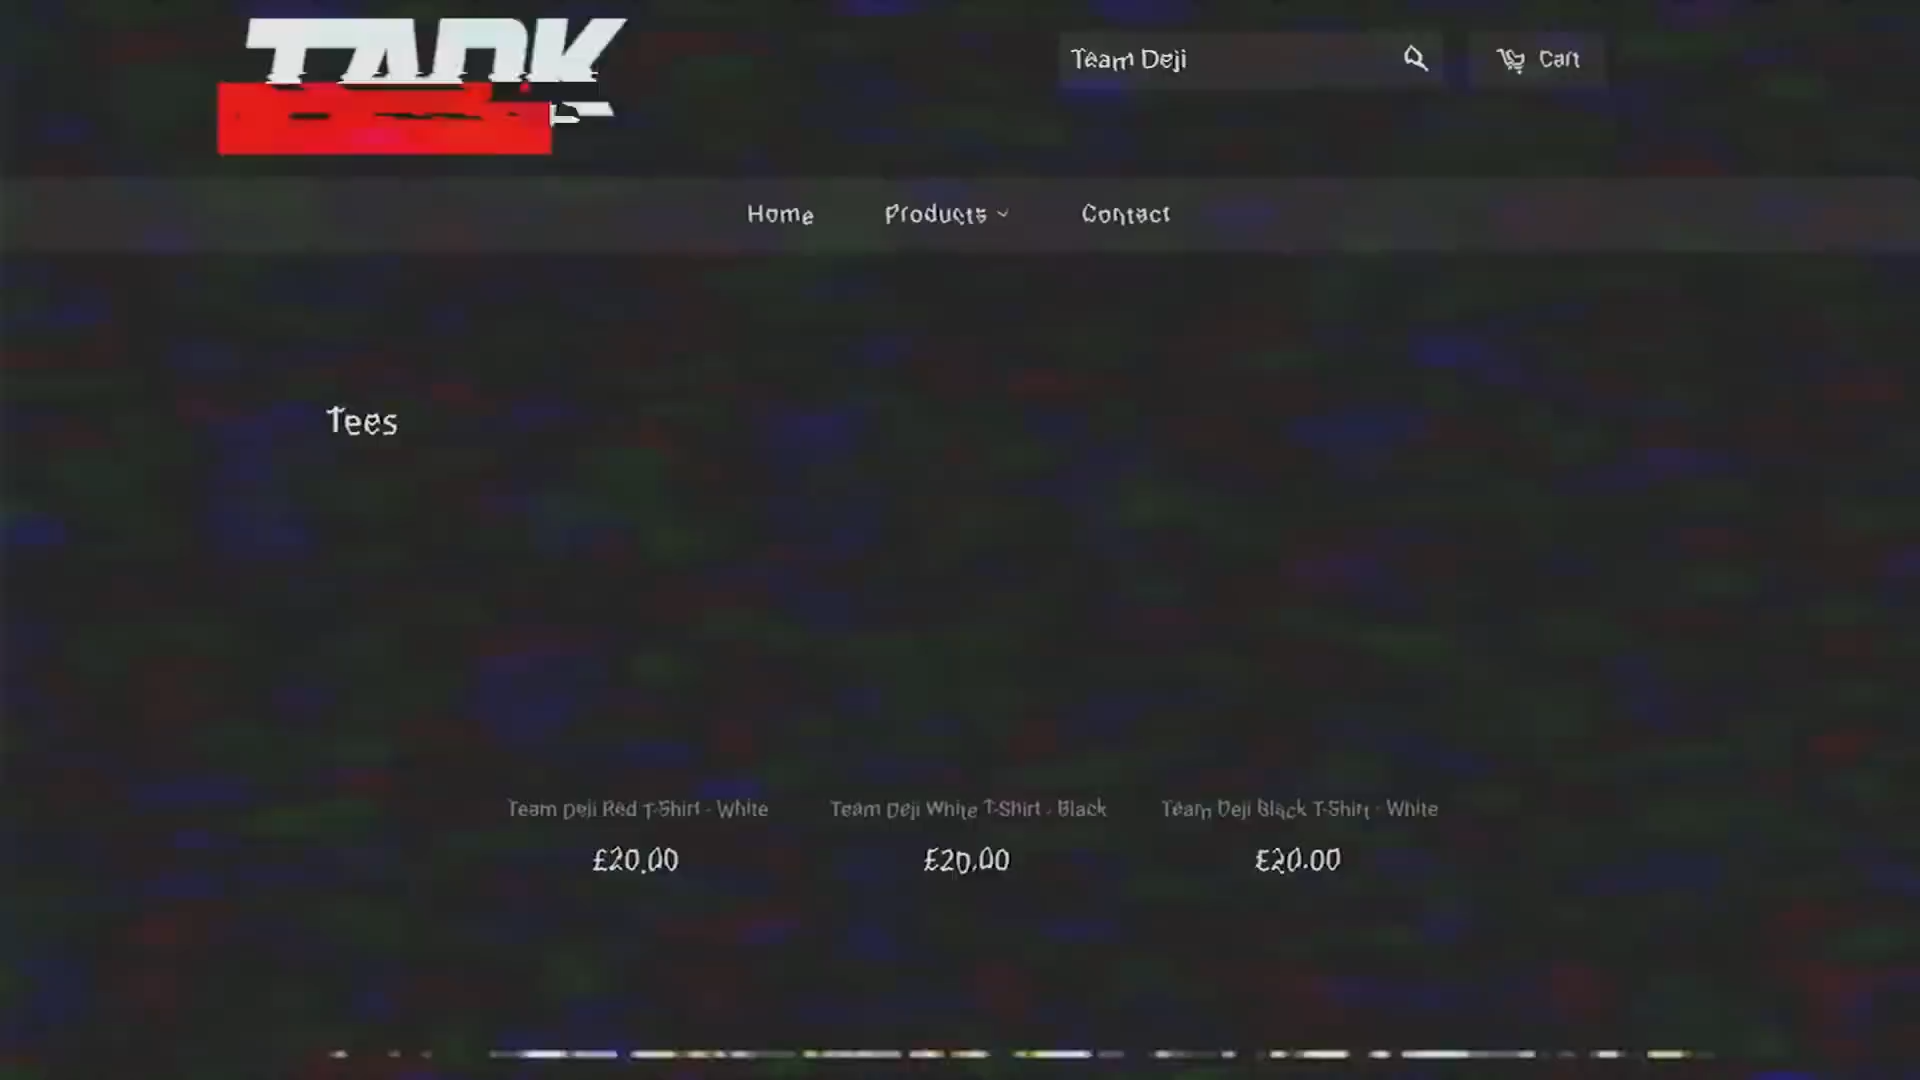 Team Deji
Cart
Home
Products
Contact
Tees
Team Deji Red T-Shirt - White
Team Deji White T-Shirt - Black
Team Deji Black T-Shirt - White
£20.00
£20.00
£20.00